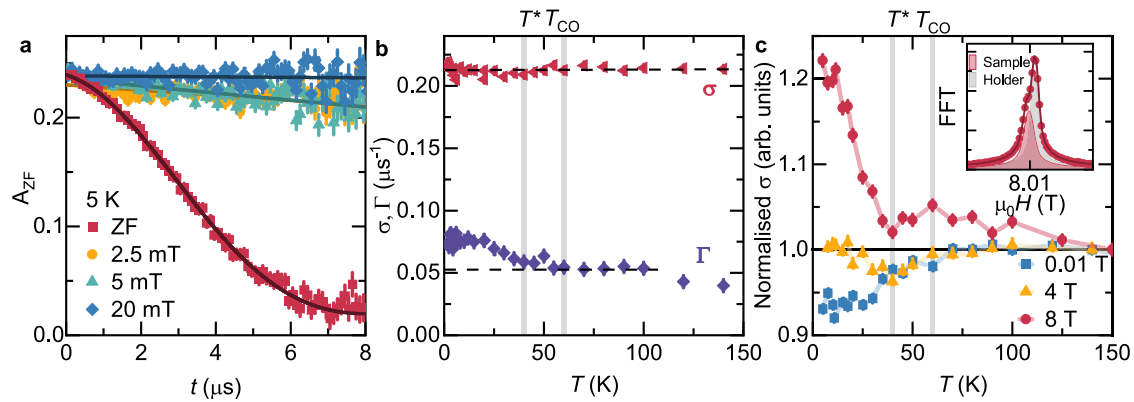 T* T_CO
T* T_CO
a
b
c
A_ZF
0.2
0.1
0.0
5 K
ZF
2.5 mT
5 mT
20 mT
0
2
4
6
8
t (μs)
σ, Γ (μs⁻¹)
0.20
0.15
0.10
0.05
0.00
σ
Γ
0
50
100
150
T (K)
Normalised σ (arb. units)
1.2
1.1
1.0
0.9
Sample
Holder
FFT
8.01
μ₀H (T)
0.01 T
4 T
8 T
0
50
100
150
T (K)